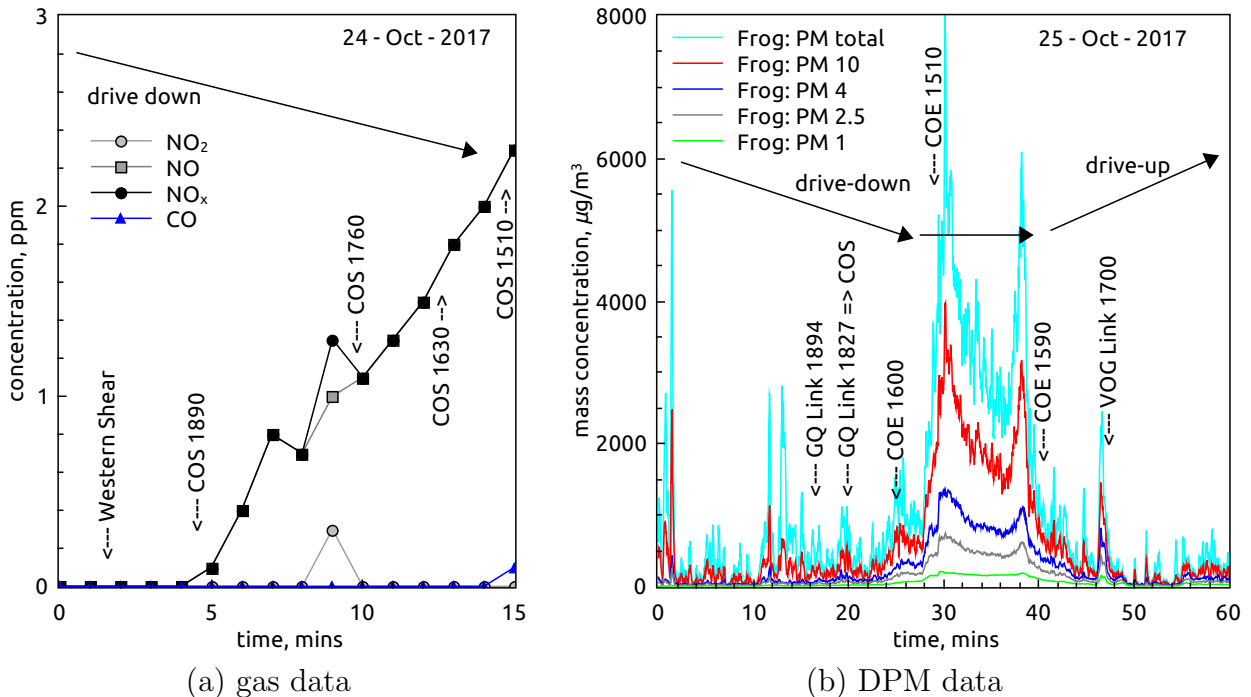 24 - Oct - 2017
drive down
NO₂
NO
NOₓ
CO
<---Western Shear
<--- COS 1890
<--- COS 1760
COS 1630 --->
COS 1510 --->
concentration, ppm
3
2
1
0
0
5
10
15
time, mins
(a) gas data
25 - Oct - 2017
Frog: PM total
Frog: PM 10
Frog: PM 4
Frog: PM 2.5
Frog: PM 1
drive-down
drive-up
<--- GQ Link 1894
<--- GQ Link 1827 => COS
<--- COE 1600
<--- COE 1510
<--- COE 1590
<--- VOG Link 1700
mass concentration, µg/m³
8000
6000
4000
2000
0
0
10
20
30
40
50
60
time, mins
(b) DPM data